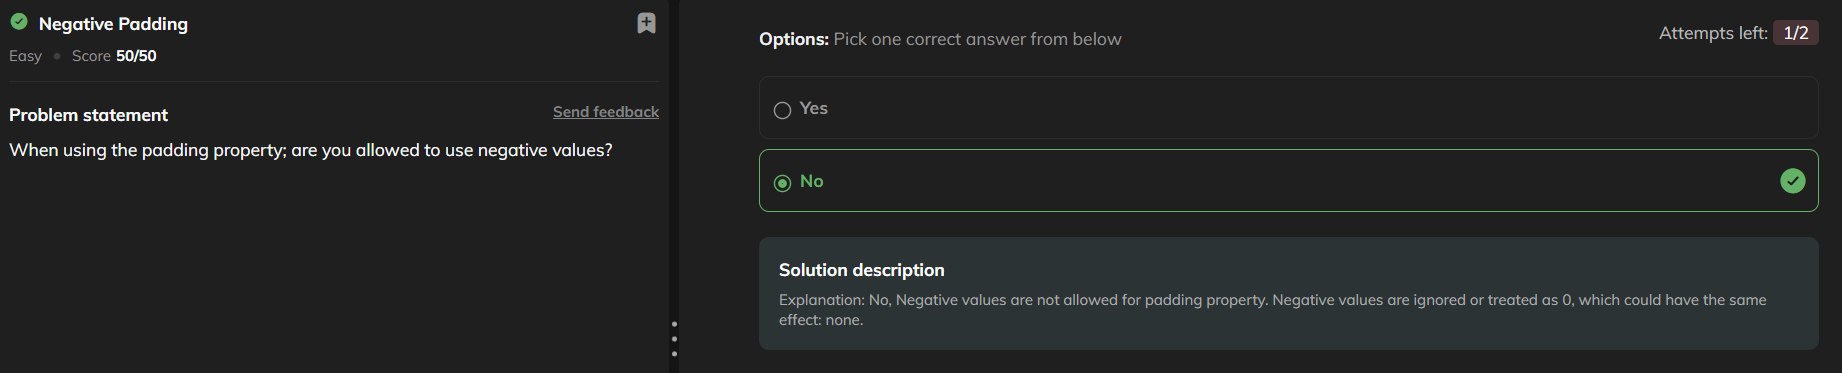 Negative Padding
Easy • Score 50/50
Problem statement
Send feedback
When using the padding property; are you allowed to use negative values?
Options: Pick one correct answer from below
Attempts left: 1/2
Yes
No
Solution description
Explanation: No, Negative values are not allowed for padding property. Negative values are ignored or treated as 0, which could have the same
effect: none.